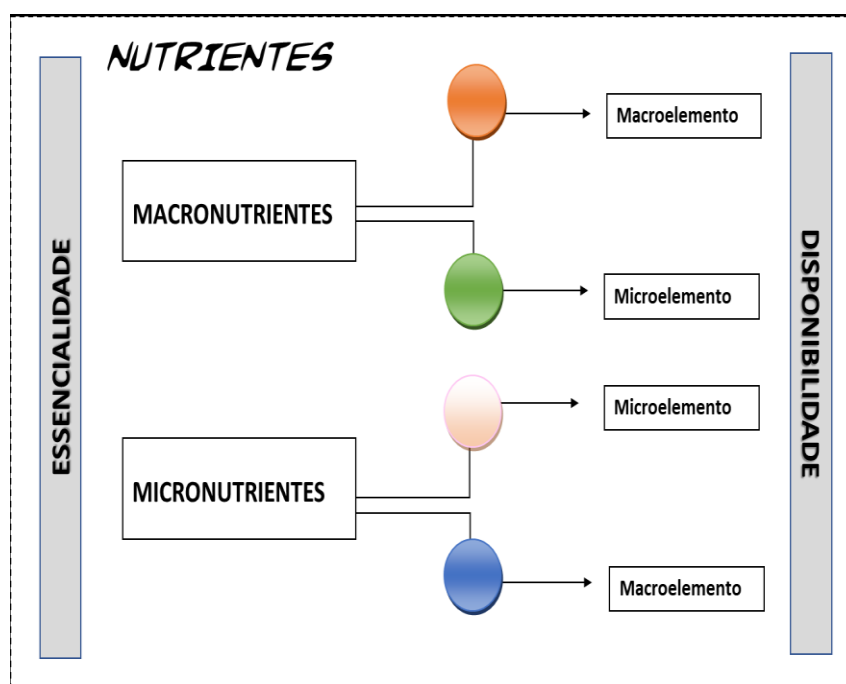 NUTRIENTES
ESSENCIALIDADE
MACRONUTRIENTES
Macroelemento
Microelemento
MICRONUTRIENTES
Microelemento
Macroelemento
DISPONIBILIDADE